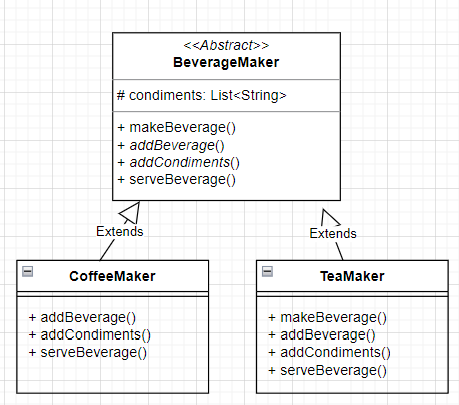 <<Abstract>>
BeverageMaker
# condiments: List<String>
+ makeBeverage()
+ addBeverage()
+ addCondiments()
+ serveBeverage()
Extends
Extends
CoffeeMaker
+ addBeverage()
+ addCondiments()
+ serveBeverage()
TeaMaker
+ makeBeverage()
+ addBeverage()
+ addCondiments()
+ serveBeverage()